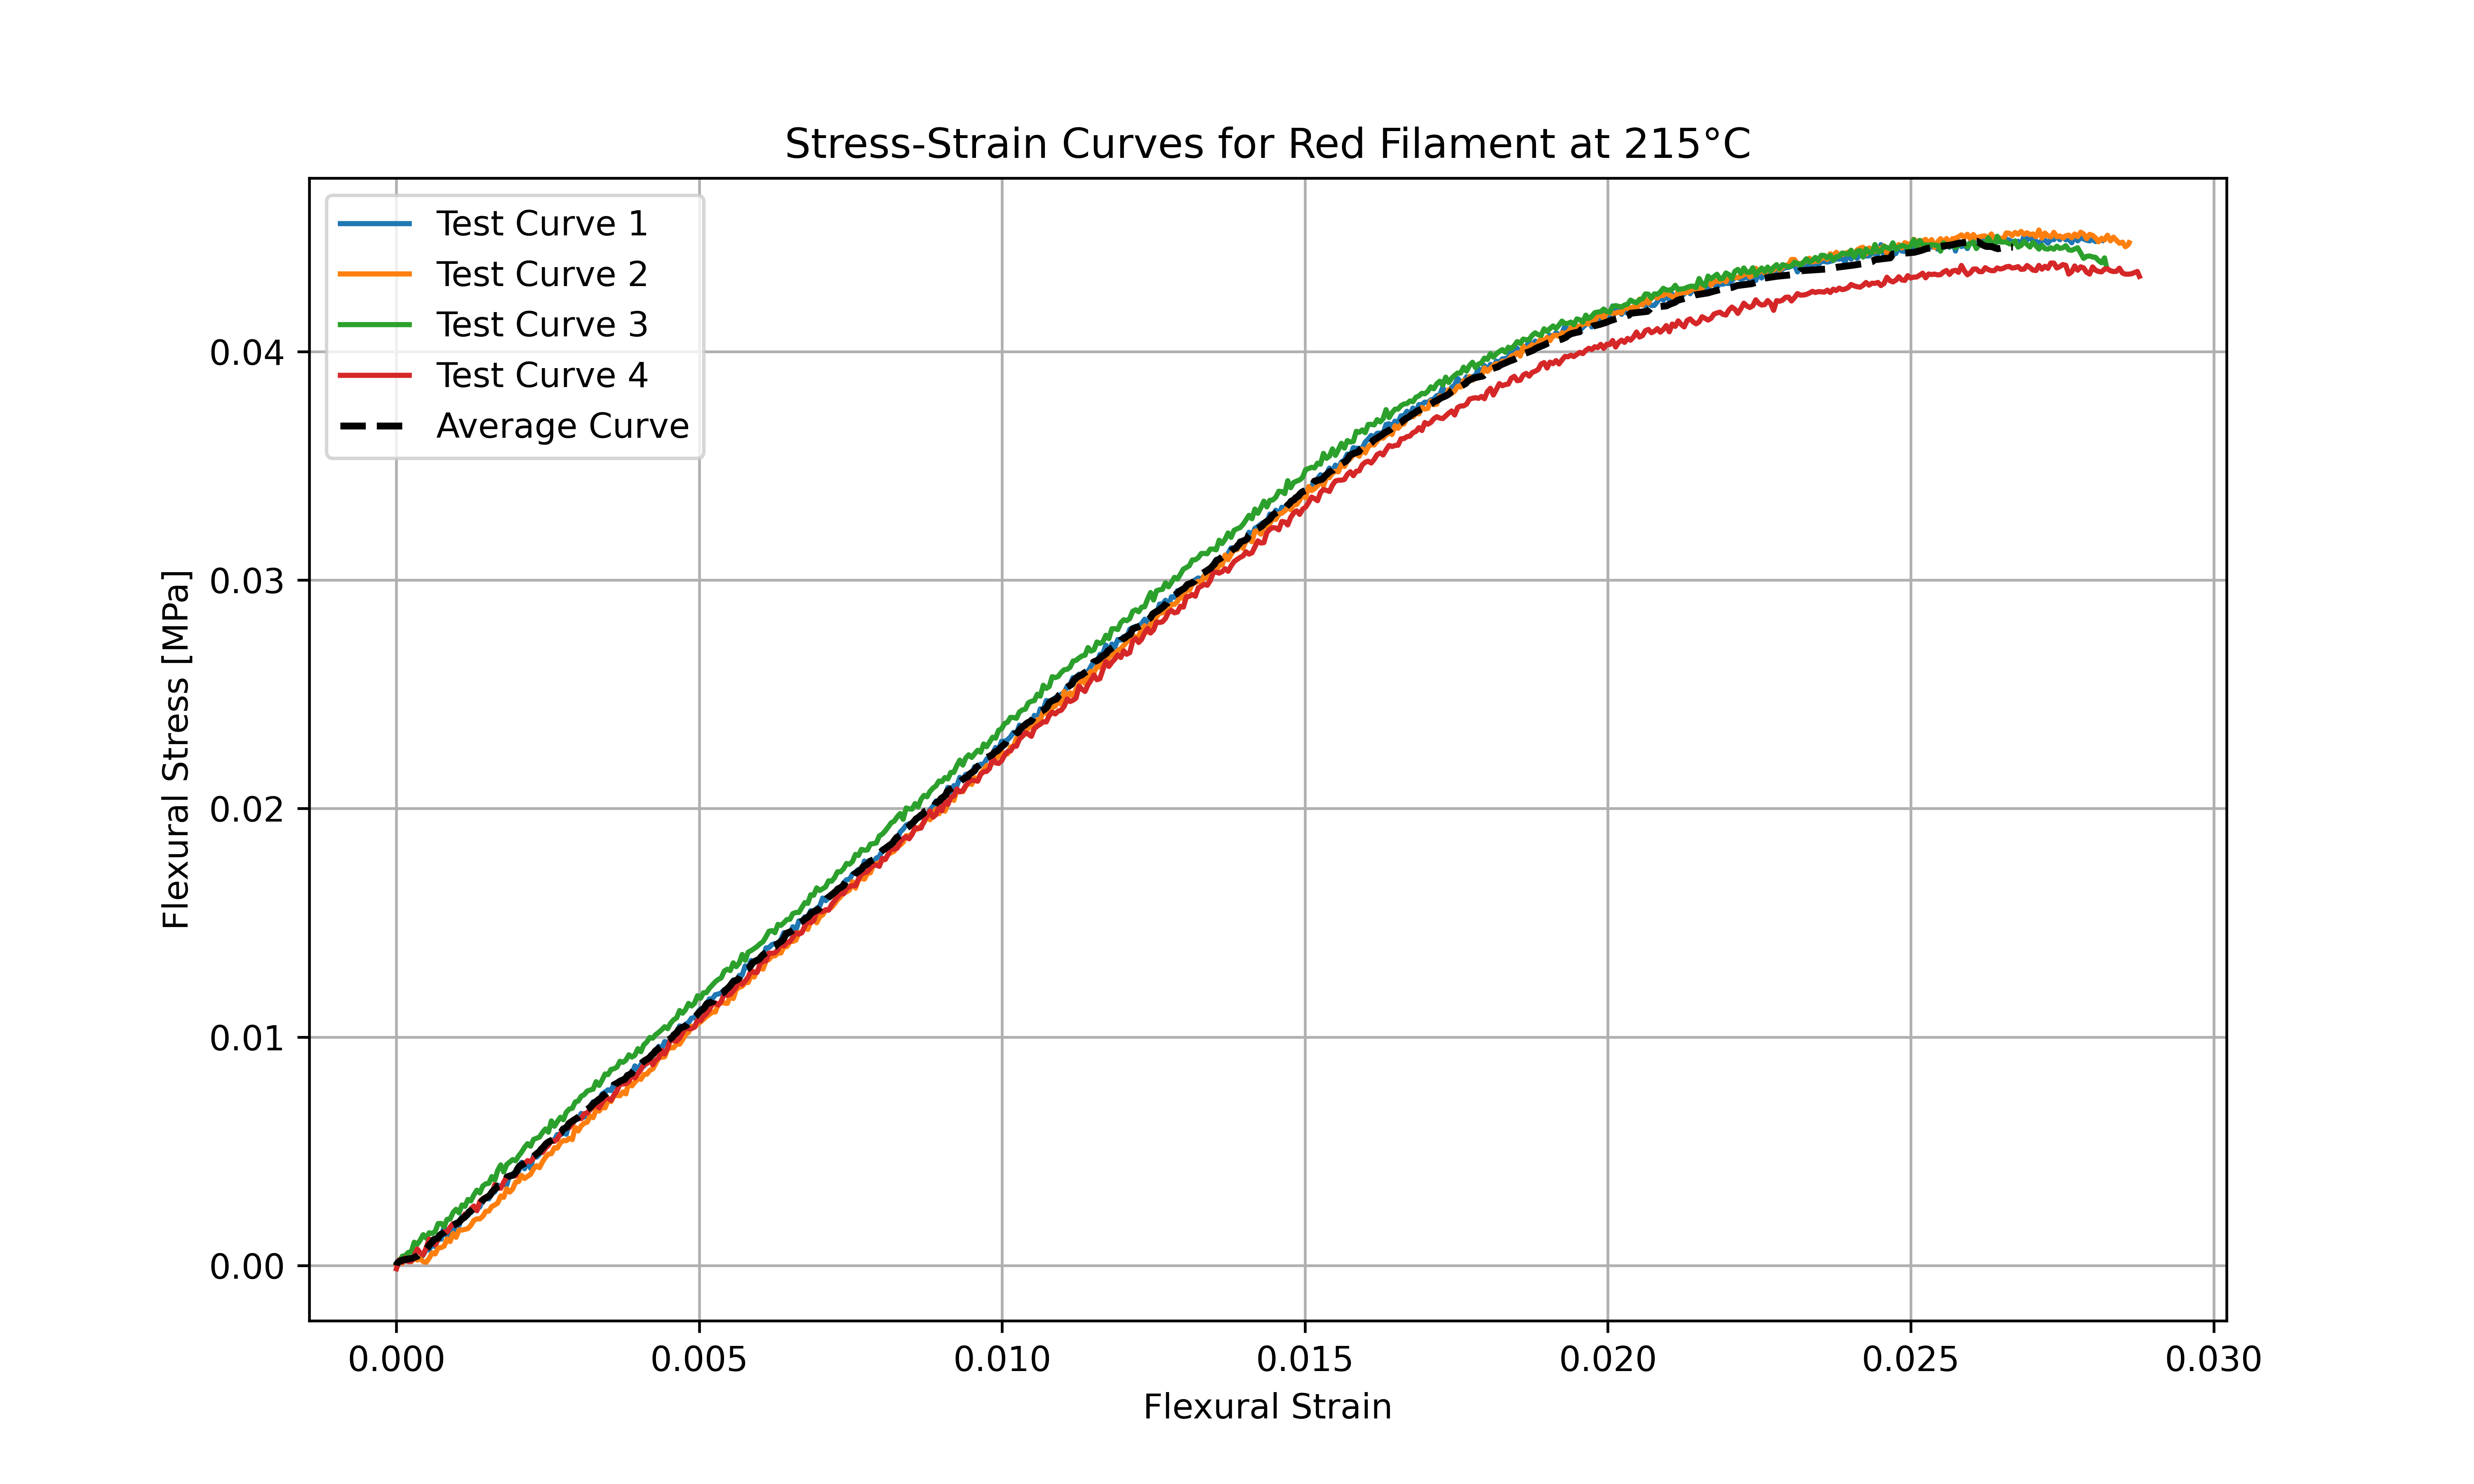 Stress-Strain Curves for Red Filament at 215°C
Test Curve 1
Test Curve 2
Test Curve 3
Test Curve 4
Average Curve
Flexural Stress [MPa]
0.04
0.03
0.02
0.01
0.00
0.000 0.005 0.010 0.015 0.020 0.025 0.030
Flexural Strain